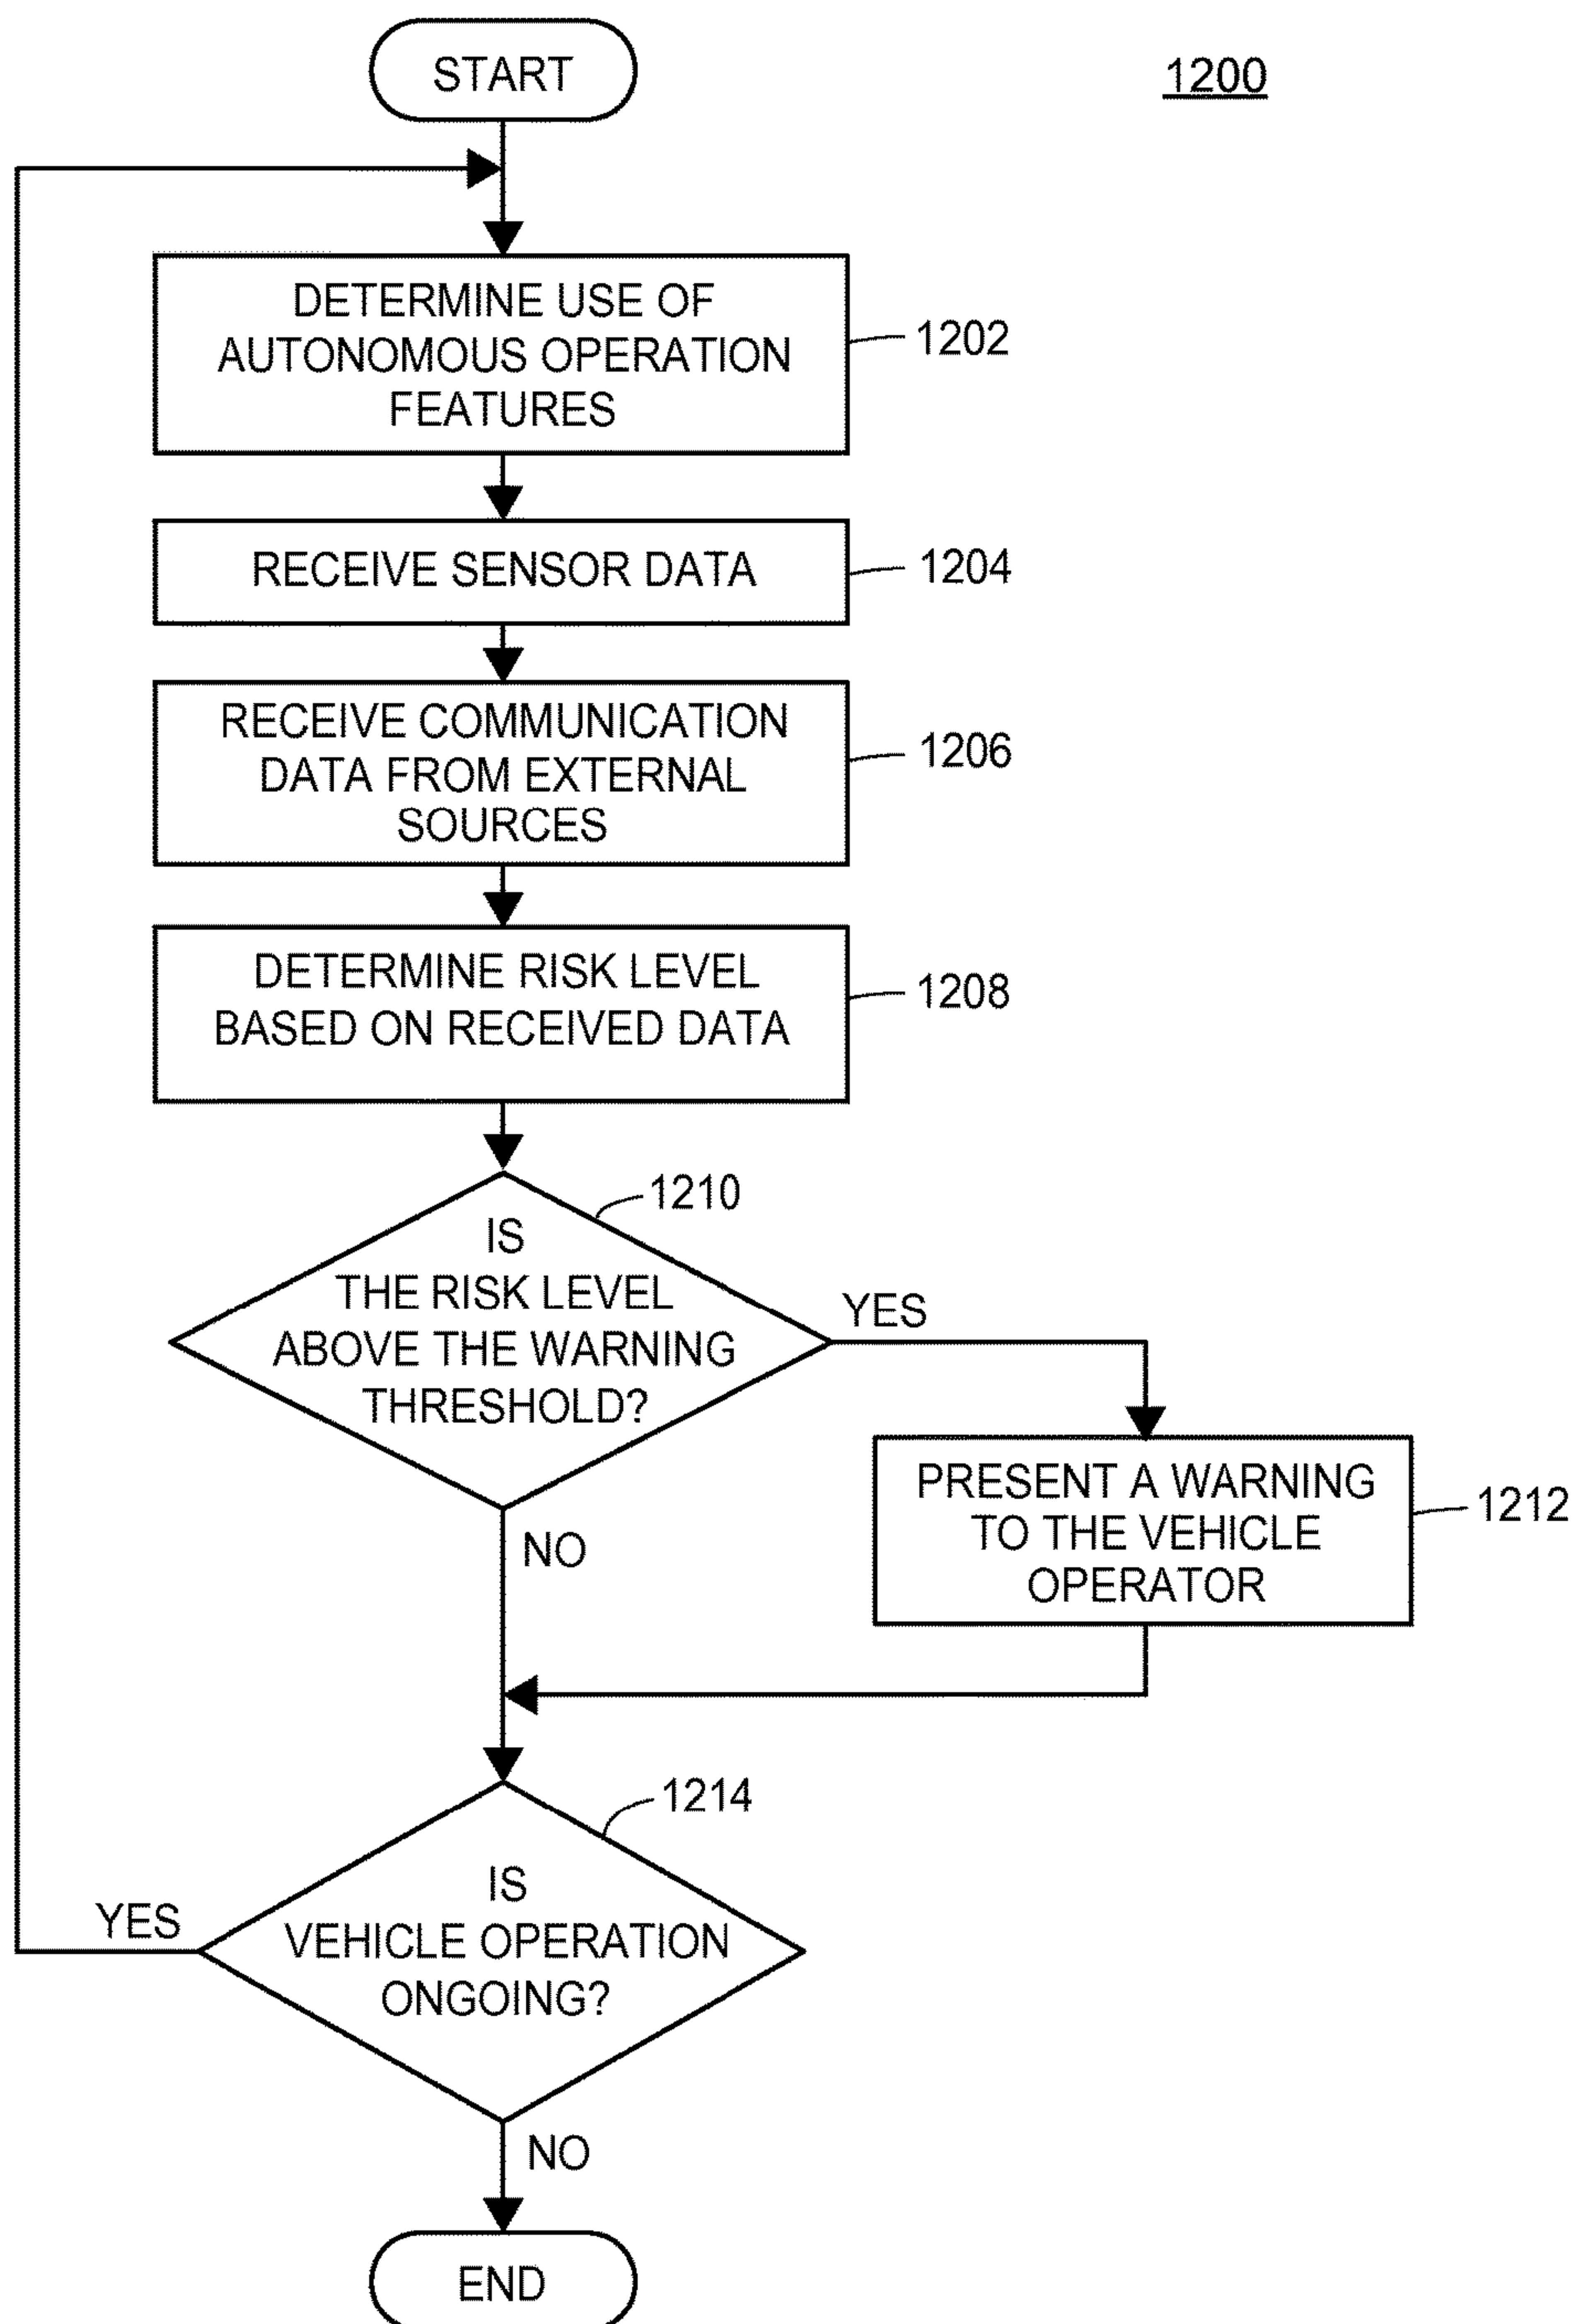 START
1200
DETERMINE USE OF
AUTONOMOUS OPERATION
FEATURES
1202
RECEIVE SENSOR DATA
1204
RECEIVE COMMUNICATION
DATA FROM EXTERNAL
SOURCES
1206
DETERMINE RISK LEVEL
BASED ON RECEIVED DATA
1208
1210
IS
THE RISK LEVEL
ABOVE THE WARNING
THRESHOLD?
YES
NO
PRESENT A WARNING
TO THE VEHICLE
OPERATOR
1212
1214
IS
VEHICLE OPERATION
ONGOING?
YES
NO
END